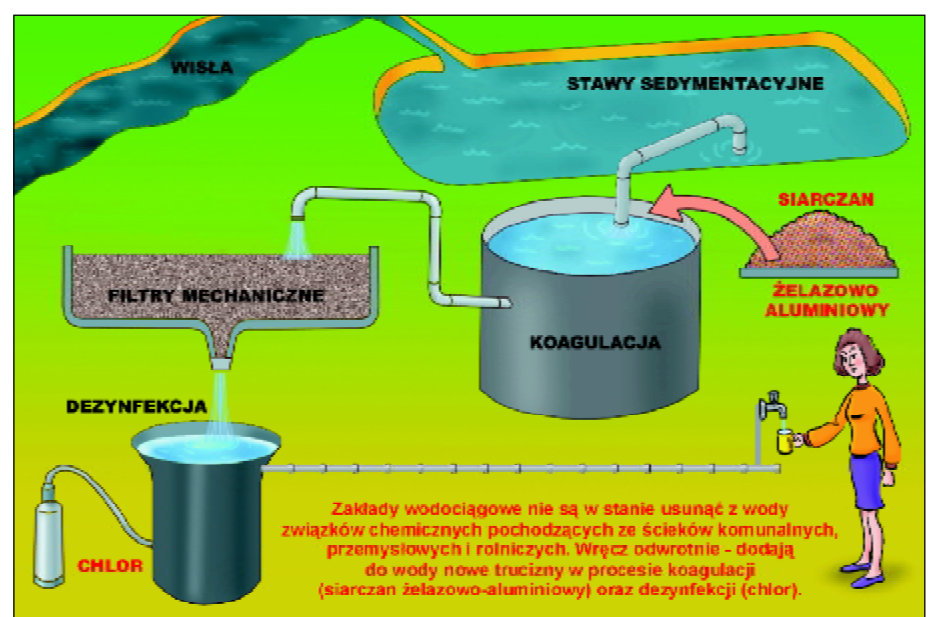 WISŁA
STAWY SEDYMENTACYJNE
SIARCZAN
ŻELAZOWO
ALUMINIOWY
FILTRY MECHANICZNE
KOAGULACJA
DEZYNFEKCJA
CHLOR
Zakłady wodociągowe nie są w stanie usunąć z wody
związków chemicznych pochodzących ze ścieków komunalnych,
przemysłowych i rolniczych. Wręcz odwrotnie - dodają
do wody nowe trucizny w procesie koagulacji
(siarczan żelazowo-aluminiowy) oraz dezynfekcji (chlor).